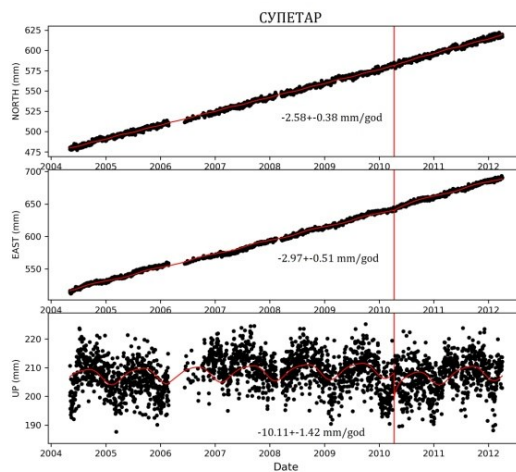 СУПЕТАР
625
600
575
550
525
500
475
NORTH (mm)
-2.58+-0.38 mm/god
2004 2005 2006 2007 2008 2009 2010 2011 2012
700
650
600
550
EAST (mm)
-2.97+-0.51 mm/god
2004 2005 2006 2007 2008 2009 2010 2011 2012
220
210
200
190
UP (mm)
-10.11+-1.42 mm/god
2004 2005 2006 2007 2008 2009 2010 2011 2012
Date